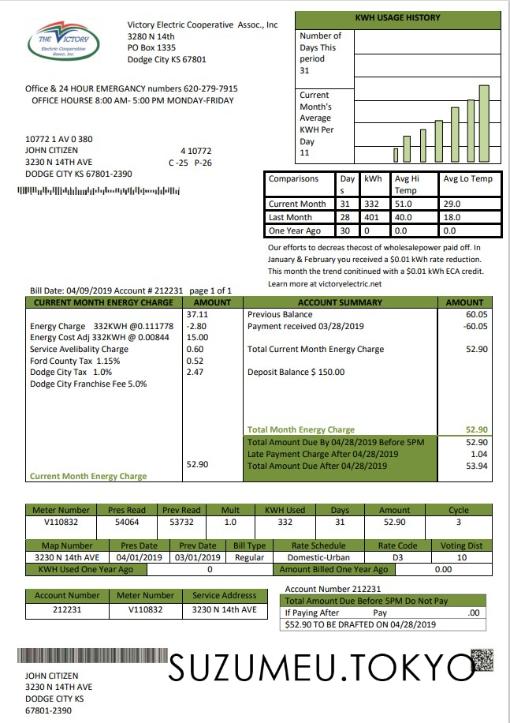 THE VICTORY
Electric Cooperative
Assoc. Inc.
Victory Electric Cooperative Assoc., Inc
3280 N 14th
PO Box 1335
Dodge City KS 67801
Office & 24 HOUR EMERGANCY numbers 620-279-7915
OFFICE HOURSE 8:00 AM- 5:00 PM MONDAY-FRIDAY
KWH USAGE HISTORY
Number of
Days This
period
31
Current
Month's
Average
KWH Per
Day
11
10772 1 AV 0 380
JOHN CITIZEN 4 10772
3230 N 14TH AVE C -25 P-26
DODGE CITY KS 67801-2390
Comparisons Day s kWh Avg Hi Temp Avg Lo Temp
Current Month 31 332 51.0 29.0
Last Month 28 401 40.0 18.0
One Year Ago 30 0 0.0 0.0
Our efforts to decreas thecost of wholesalepower paid off. In
January & February you received a $0.01 kWh rate reduction.
This month the trend conitinued with a $0.01 kWh ECA credit.
Learn more at victoryelectric.net
Bill Date: 04/09/2019 Account # 212231 page 1 of 1
CURRENT MONTH ENERGY CHARGE AMOUNT
37.11
Energy Charge 332KWH @0.111778 -2.80
Energy Cost Adj 332KWH @ 0.00844 15.00
Service Avelibality Charge 0.60
Ford County Tax 1.15% 0.52
Dodge City Tax 1.0% 2.47
Dodge City Franchise Fee 5.0%
52.90
Current Month Energy Charge
ACCOUNT SUMMARY AMOUNT
Previous Balance 60.05
Payment received 03/28/2019 -60.05
Total Current Month Energy Charge 52.90
Deposit Balance $ 150.00
Total Month Energy Charge 52.90
Total Amount Due By 04/28/2019 Before 5PM 52.90
Late Payment Charge After 04/28/2019 1.04
Total Amount Due After 04/28/2019 53.94
Meter Number Pres Read Prev Read Mult KWH Used Days Amount Cycle
V110832 54064 53732 1.0 332 31 52.90 3
Map Number Pres Date Prev Date Bill Type Rate Schedule Rate Code Voting Dist
3230 N 14TH AVE 04/01/2019 03/01/2019 Regular Domestic-Urban D3 10
KWH Used One Year Ago 0 Amount Billed One Year Ago 0.00
Account Number Meter Number Service Addresss
212231 V110832 3230 N 14TH AVE
Account Number 212231
Total Amount Due Before 5PM Do Not Pay
If Paying After Pay .00
$52.90 TO BE DRAFTED ON 04/28/2019
SUZUMEU.TOKYO
JOHN CITIZEN
3230 N 14TH AVE
DODGE CITY KS
67801-2390